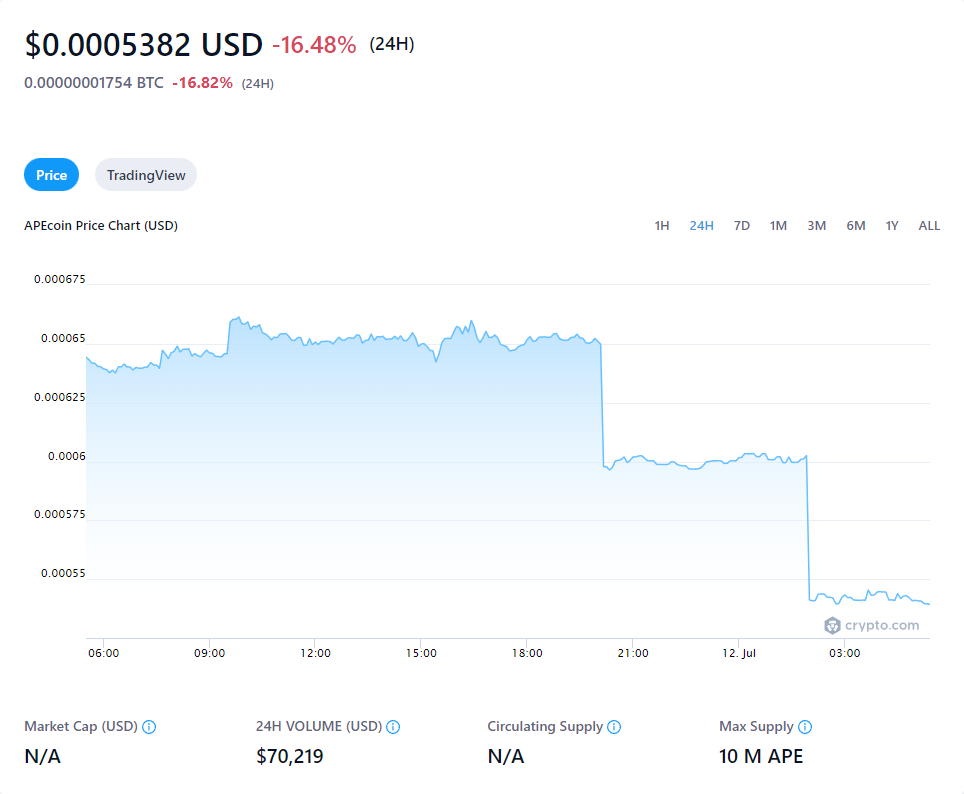 $0.0005382 USD -16.48% (24H)
0.00000001754 BTC -16.82% (24H)
Price TradingView
APEcoin Price Chart (USD) 1H 24H 7D 1M 3M 6M 1Y ALL
0.000675
0.00065
0.000625
0.0006
0.000575
0.00055
crypto.com
06:00 09:00 12:00 15:00 18:00 21:00 12. Jul 03:00
Market Cap (USD) 24H VOLUME (USD) Circulating Supply Max Supply
N/A $70,219 N/A 10 M APE